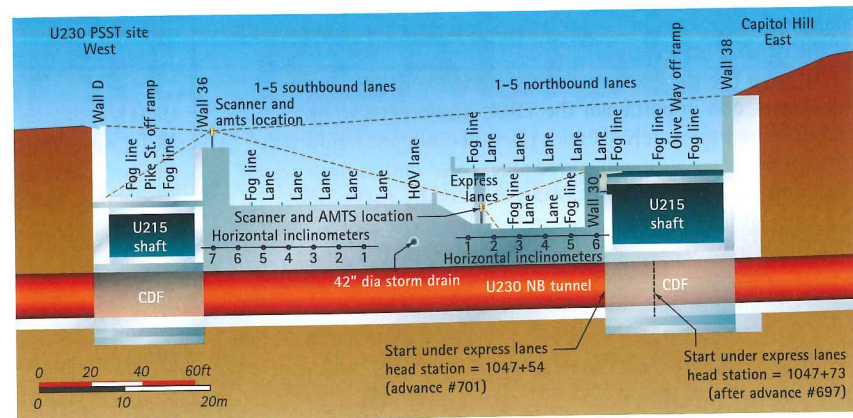 U230 PSST site
West
Capitol Hill
East
Wall D
Pike St. off ramp
Fog line
Fog line
Wall 36
I-5 southbound lanes
Scanner and
amts location
I-5 northbound lanes
Wall 38
Fog line
Lane
Lane
Lane
Lane
Lane
HOV lane
Fog line
Lane
Lane
Lane
Lane
Lane
Fog line
Fog line
Olive Way off ramp
Fog line
Express
lanes
Fog line
Lane
Lane
Fog line
Wall 30
Scanner and AMTS location
U215
shaft
U215
shaft
Horizontal inclinometers
7 6 5 4 3 2 1
1 2 3 4 5 6
Horizontal inclinometers
42" dia storm drain
U230 NB tunnel
CDF
CDF
Start under express lanes
head station = 1047+54
(advance #701)
Start under express lanes
head station = 1047+73
(after advance #697)
0 20 40 60ft
0 10 20m